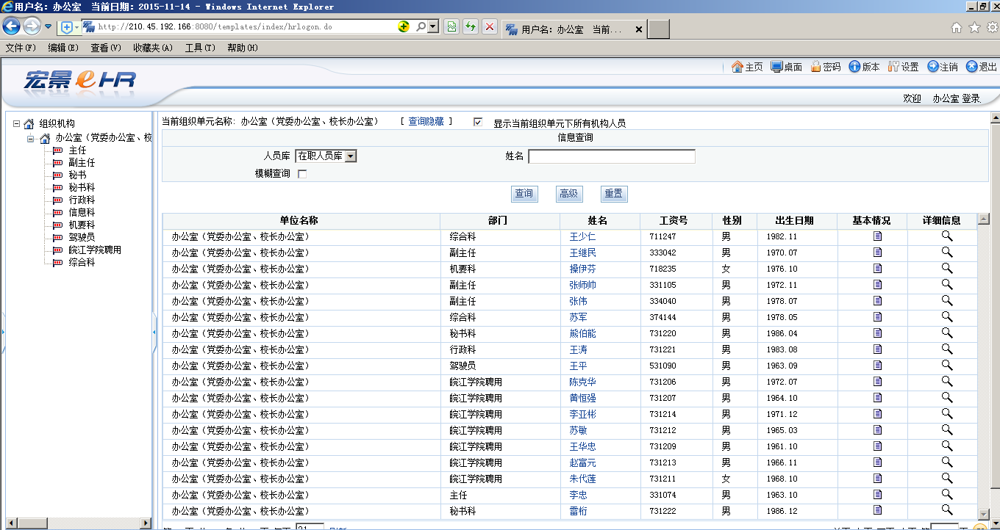 用户名：办公室 当前日期：2015-11-14 - Windows Internet Explorer
http://210.45.192.166:8080/templates/index/hrlogon.do
用户名：办公室 当前...
文件(F) 编辑(E) 查看(V) 收藏夹(A) 工具(T) 帮助(H)
宏景eHR
主页 桌面 密码 版本 设置 注销 退出
欢迎 办公室 登录.
组织机构
办公室（党委办公室、校
主任
副主任
秘书
秘书科
行政科
信息科
机要科
驾驶员
皖江学院聘用
综合科
当前组织单元名称: 办公室（党委办公室、校长办公室） [ 查询隐藏 ] 显示当前组织单元下所有机构人员
信息查询
人员库 在职人员库 姓名
模糊查询
查询 高级 重置
单位名称 部门 姓名 工资号 性别 出生日期 基本情况 详细信息
办公室（党委办公室、校长办公室） 综合科 王少仁 711247 男 1982.11
办公室（党委办公室、校长办公室） 副主任 王继民 333042 男 1970.07
办公室（党委办公室、校长办公室） 机要科 操伊芬 718235 女 1976.10
办公室（党委办公室、校长办公室） 副主任 张师帅 331105 男 1972.11
办公室（党委办公室、校长办公室） 副主任 张伟 334040 男 1978.07
办公室（党委办公室、校长办公室） 综合科 苏军 374144 男 1978.05
办公室（党委办公室、校长办公室） 秘书科 熊伯能 731220 男 1986.04
办公室（党委办公室、校长办公室） 行政科 王涛 731221 男 1983.08
办公室（党委办公室、校长办公室） 驾驶员 王平 531090 男 1963.09
办公室（党委办公室、校长办公室） 皖江学院聘用 陈克华 731206 男 1972.07
办公室（党委办公室、校长办公室） 皖江学院聘用 黄恒强 731207 男 1964.10
办公室（党委办公室、校长办公室） 皖江学院聘用 李亚彬 731214 男 1971.12
办公室（党委办公室、校长办公室） 皖江学院聘用 苏敏 731212 男 1965.03
办公室（党委办公室、校长办公室） 皖江学院聘用 王华忠 731209 男 1961.10
办公室（党委办公室、校长办公室） 皖江学院聘用 赵富元 731213 男 1966.11
办公室（党委办公室、校长办公室） 皖江学院聘用 朱代莲 731211 女 1968.10
办公室（党委办公室、校长办公室） 主任 李忠 331074 男 1963.10
办公室（党委办公室、校长办公室） 秘书科 雷衍 731222 男 1986.12